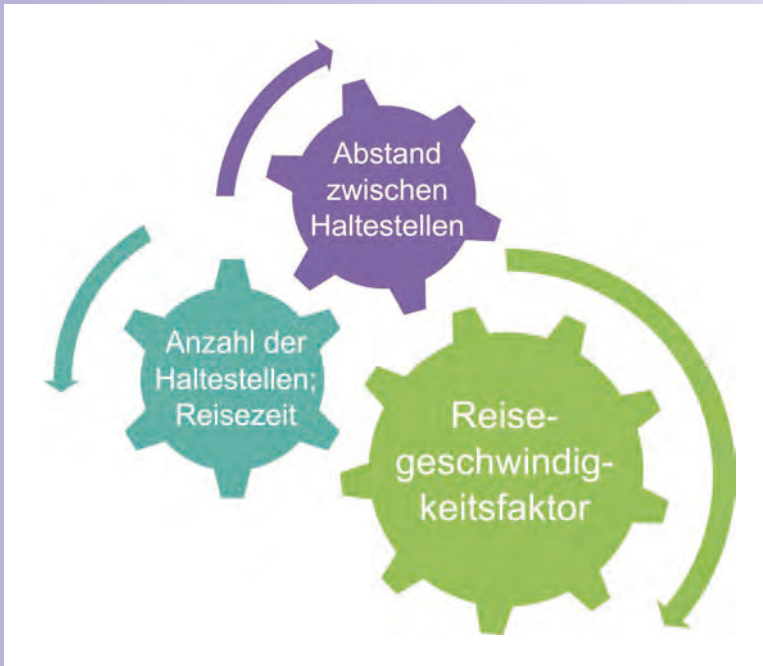 Abstand
zwischen
Haltestellen
Anzahl der
Haltestellen;
Reisezeit
Reise-
geschwindig-
keitsfaktor